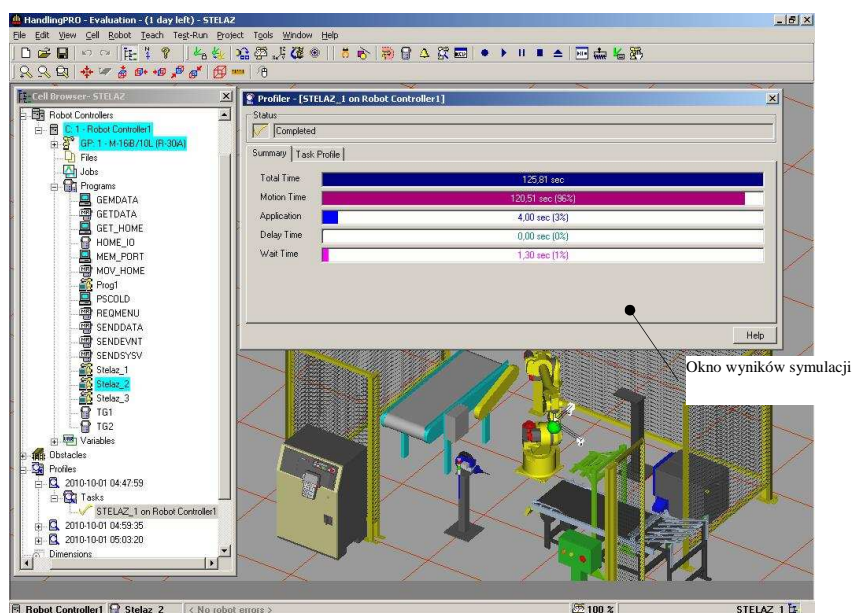 HandlingPRO - Evaluation - (1 day left) - STELAZ
File Edit View Cell Robot Teach Test-Run Project Tools Window Help
Cell Browser- STELAZ
Robot Controllers
C: 1 - Robot Controller1
GP: 1 - M-16iB/10L (R-30iA)
Files
Jobs
Programs
GEMDATA
GETDATA
GET_HOME
HOME_IO
MEM_PORT
MOV_HOME
Prog1
PSCOLD
REQMENU
SENDDATA
SENDEVNT
SENDSYSV
Stelaz_1
Stelaz_2
Stelaz_3
TG1
TG2
Variables
Obstacles
Profiles
2010-10-01 04:47:59
Tasks
STELAZ_1 on Robot Controller1
2010-10-01 04:59:35
2010-10-01 05:03:20
Dimensions
Profiler - [STELAZ_1 on Robot Controller1]
Status
Completed
Summary Task Profile
Total Time 125,81 sec
Motion Time 120,51 sec (96%)
Application 4,00 sec (3%)
Delay Time 0,00 sec (0%)
Wait Time 1,30 sec (1%)
Help
Okno wyników symulacji
Robot Controller1 Stelaz_2 < No robot errors > 100 % STELAZ_1